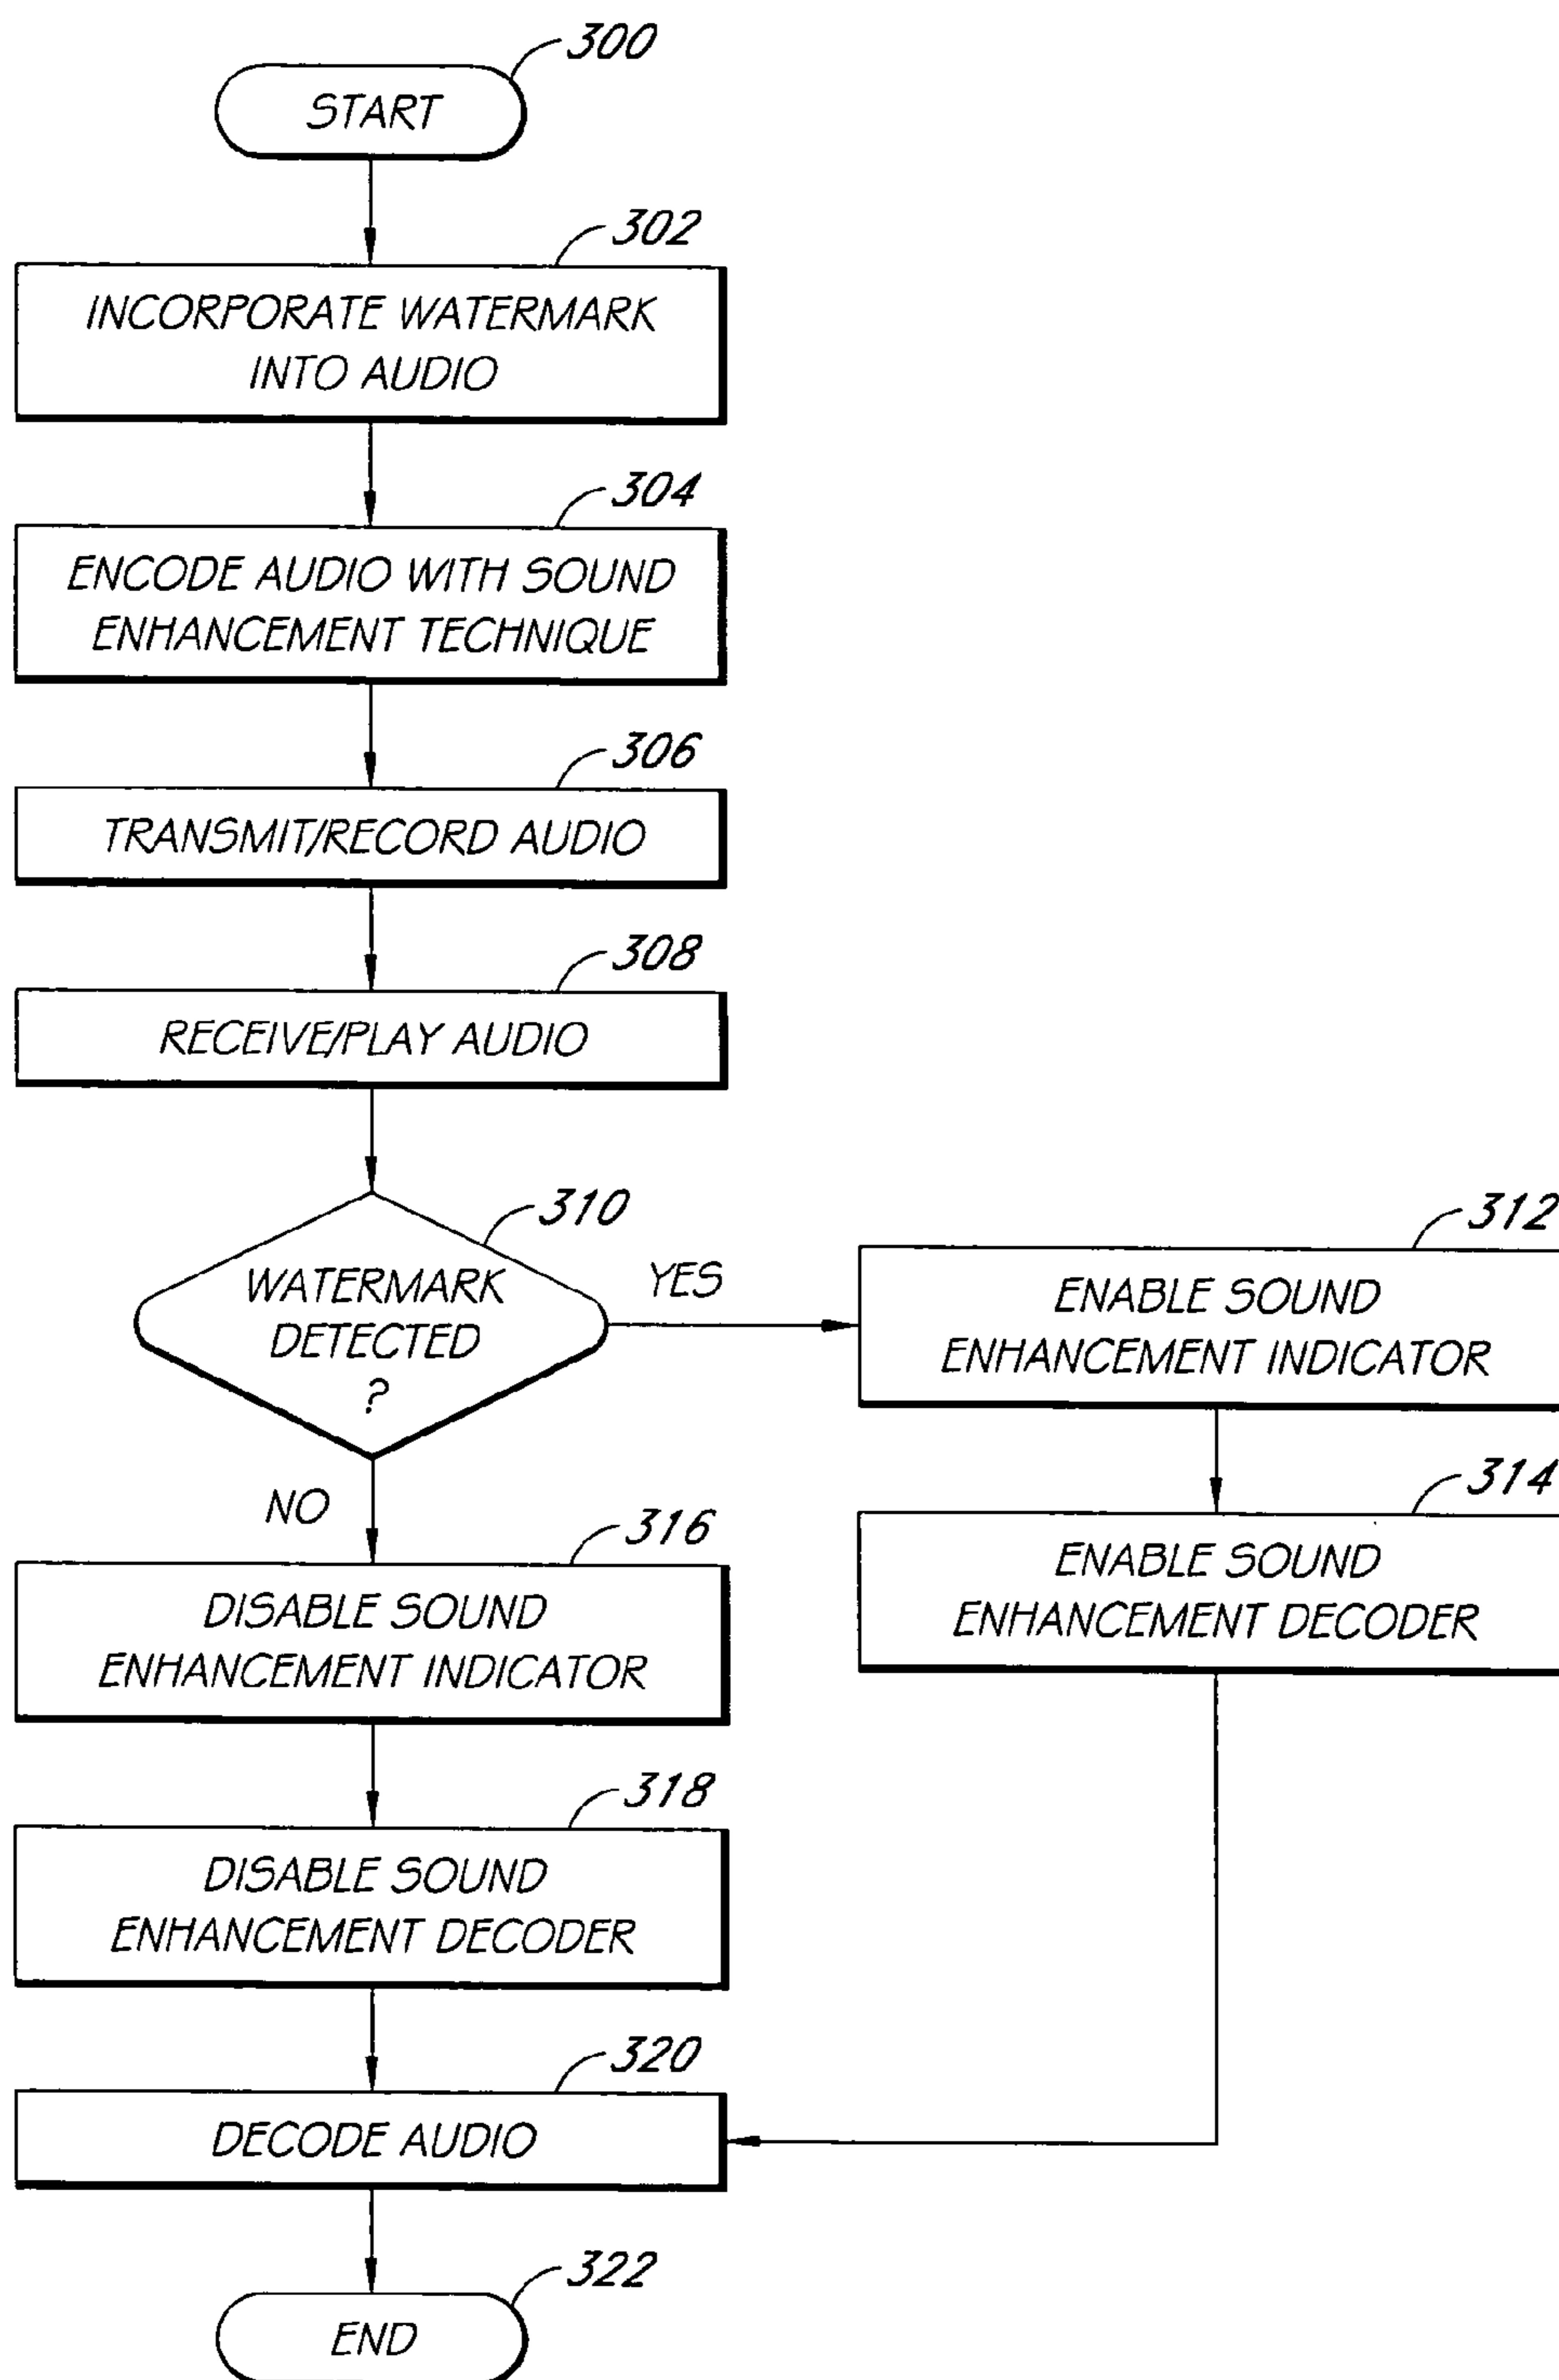 300
START
302
INCORPORATE WATERMARK
INTO AUDIO
304
ENCODE AUDIO WITH SOUND
ENHANCEMENT TECHNIQUE
306
TRANSMIT/RECORD AUDIO
308
RECEIVE/PLAY AUDIO
310
WATERMARK
DETECTED
?
YES
312
ENABLE SOUND
ENHANCEMENT INDICATOR
314
ENABLE SOUND
ENHANCEMENT DECODER
NO
316
DISABLE SOUND
ENHANCEMENT INDICATOR
318
DISABLE SOUND
ENHANCEMENT DECODER
320
DECODE AUDIO
322
END